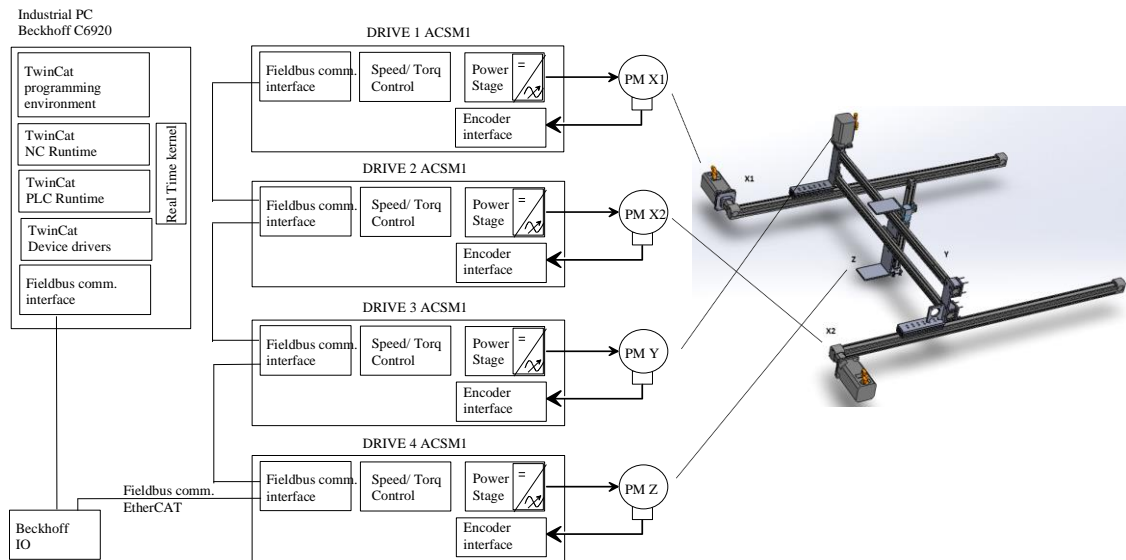 Industrial PC
Beckhoff C6920
TwinCat
programming
environment
TwinCat
NC Runtime
TwinCat
PLC Runtime
TwinCat
Device drivers
Fieldbus comm.
interface
Real Time kernel
Beckhoff
IO
Fieldbus comm.
EtherCAT
DRIVE 1 ACSM1
Fieldbus comm.
interface
Speed/ Torq
Control
Power
Stage
=
Encoder
interface
PM X1
DRIVE 2 ACSM1
Fieldbus comm.
interface
Speed/ Torq
Control
Power
Stage
=
Encoder
interface
PM X2
DRIVE 3 ACSM1
Fieldbus comm.
interface
Speed/ Torq
Control
Power
Stage
=
Encoder
interface
PM Y
DRIVE 4 ACSM1
Fieldbus comm.
interface
Speed/ Torq
Control
Power
Stage
=
Encoder
interface
PM Z
X1
Z
Y
X2